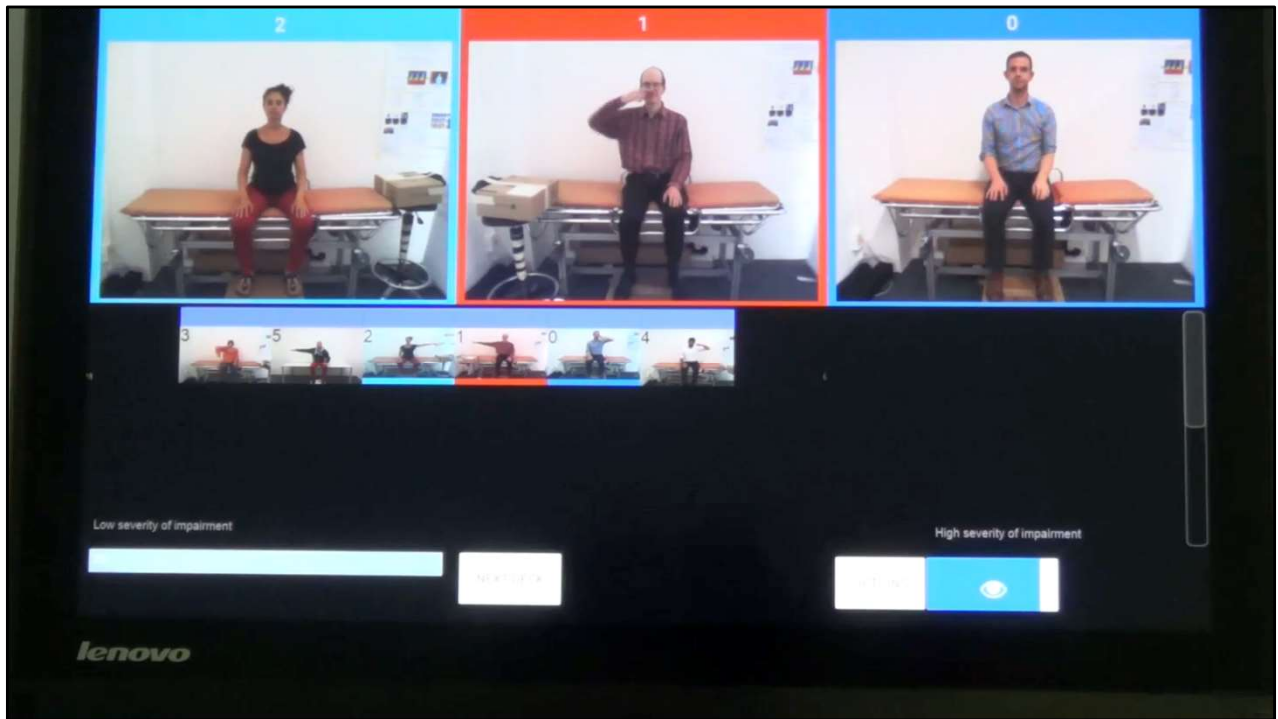 2 1 0
3 5 2 1 0 4
Low severity of impairment
High severity of impairment
lenovo